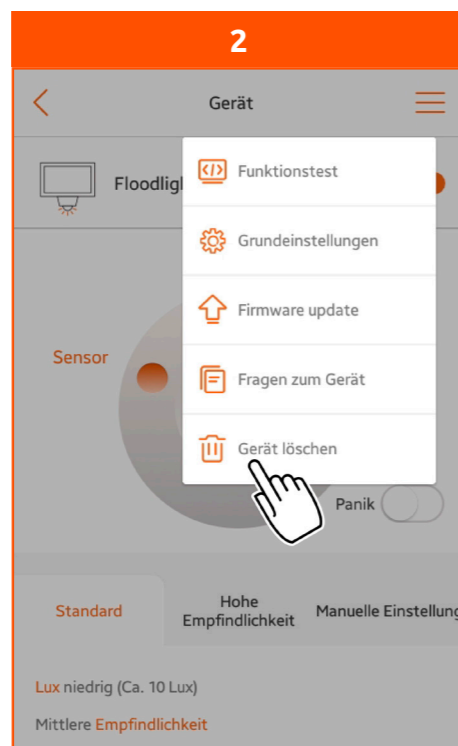 2
Gerät
Funktionstest
Grundeinstellungen
Firmware update
Fragen zum Gerät
Gerät löschen
Sensor
Panik
Standard
Hohe
Empfindlichkeit
Manuelle Einstellung
Lux niedrig (Ca. 10 Lux)
Mittlere Empfindlichkeit